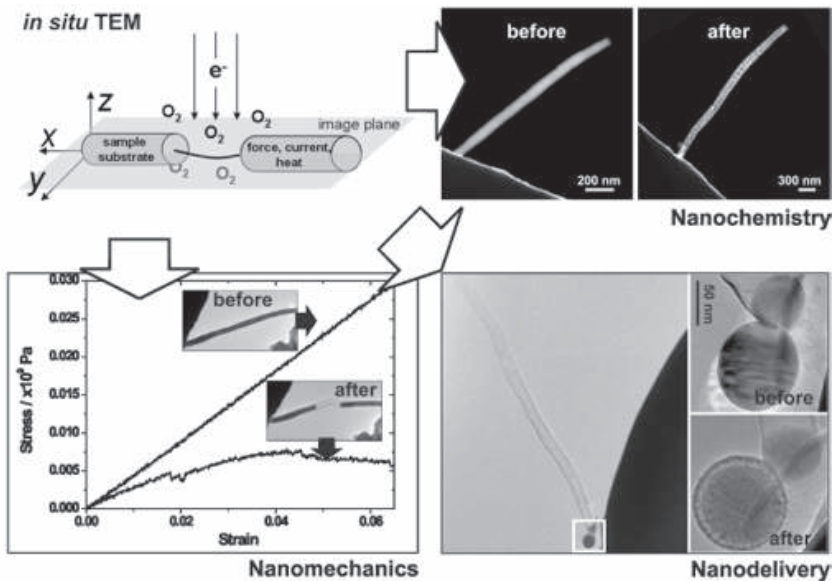 in situ TEM
e-
O2
O2
O2
O2
O2
z
x
y
image plane
sample
substrate
force, current,
heat
before
200 nm
after
300 nm
Nanochemistry
0.030
0.025
0.020
0.015
0.010
0.005
0.000
Stress / x10⁹ Pa
before
after
0.00
0.02
0.04
0.06
Strain
Nanomechanics
50 nm
before
after
Nanodelivery